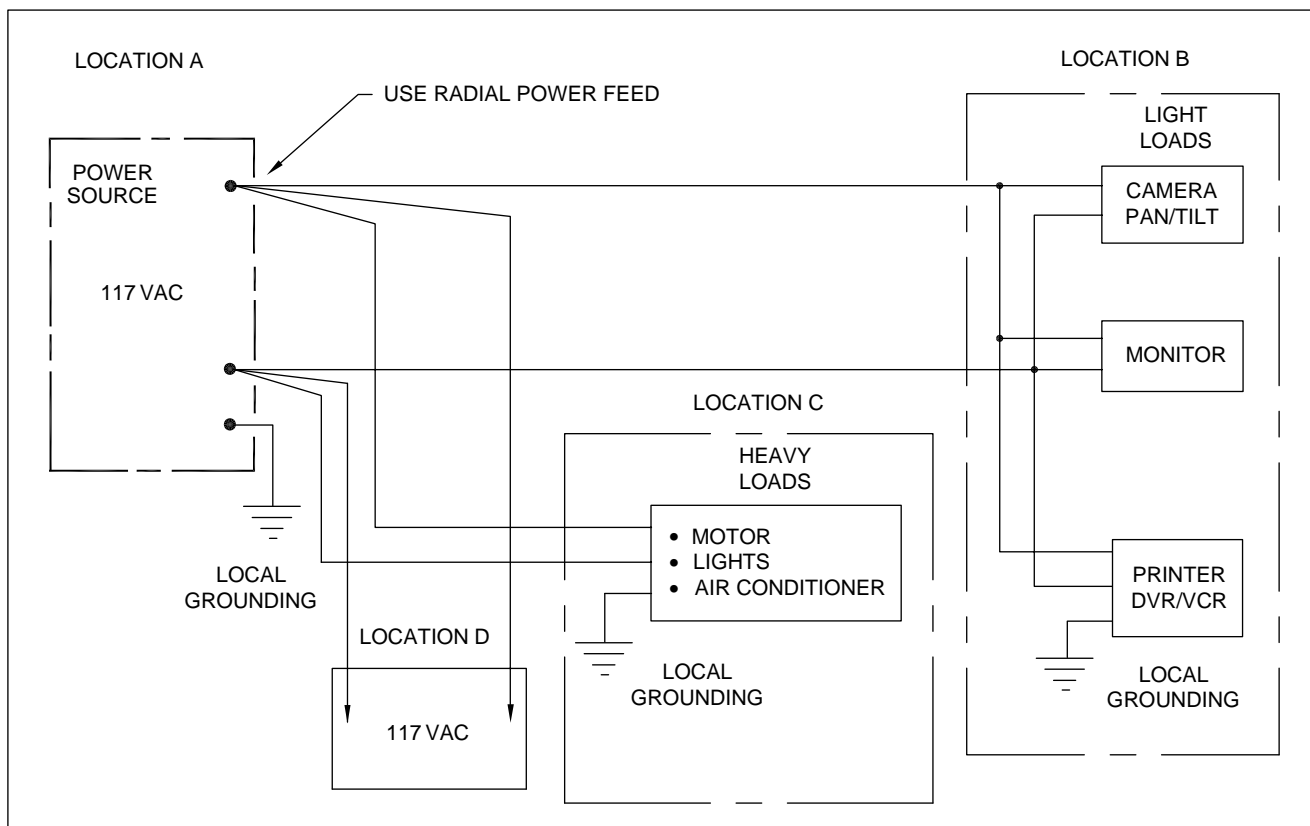 LOCATION A
USE RADIAL POWER FEED
POWER
SOURCE
117 VAC
LOCAL
GROUNDING
LOCATION B
LIGHT
LOADS
CAMERA
PAN/TILT
MONITOR
PRINTER
DVR/VCR
LOCAL
GROUNDING
LOCATION C
HEAVY
LOADS
• MOTOR
• LIGHTS
• AIR CONDITIONER
LOCAL
GROUNDING
LOCATION D
117 VAC